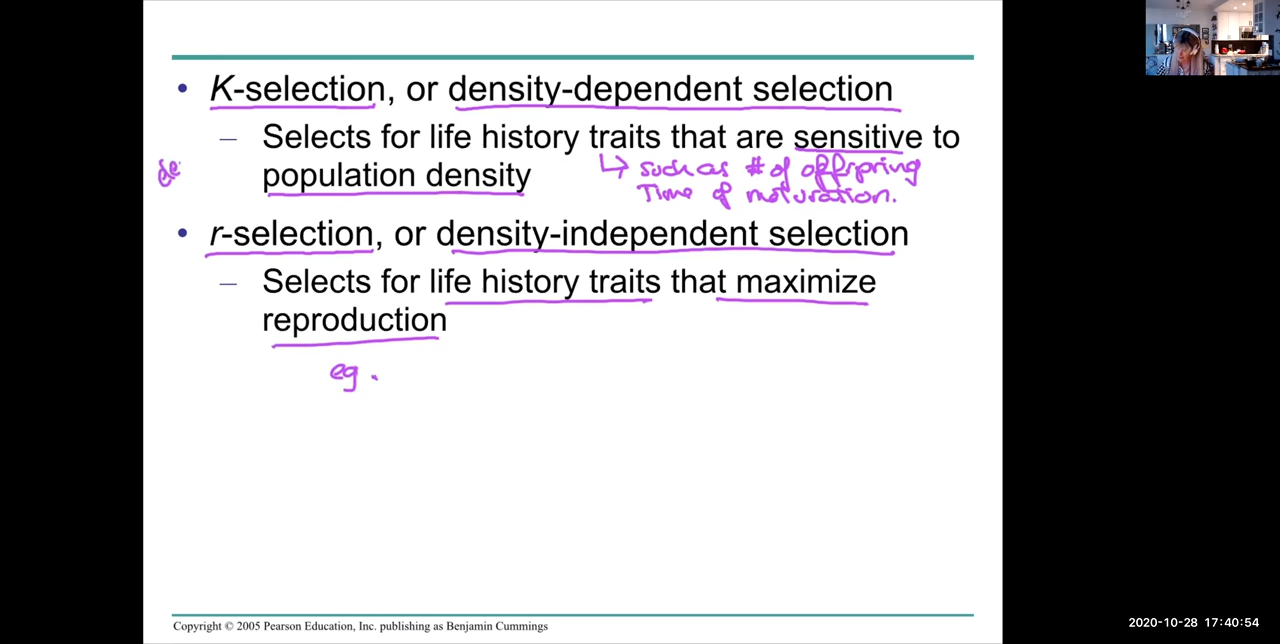 • K-selection, or density-dependent selection
– Selects for life history traits that are sensitive to
population density
↳ such as # of offspring
Time of maturation.
de
• r-selection, or density-independent selection
– Selects for life history traits that maximize
reproduction
eg.
Copyright © 2005 Pearson Education, Inc. publishing as Benjamin Cummings
2020-10-28 17:40:54